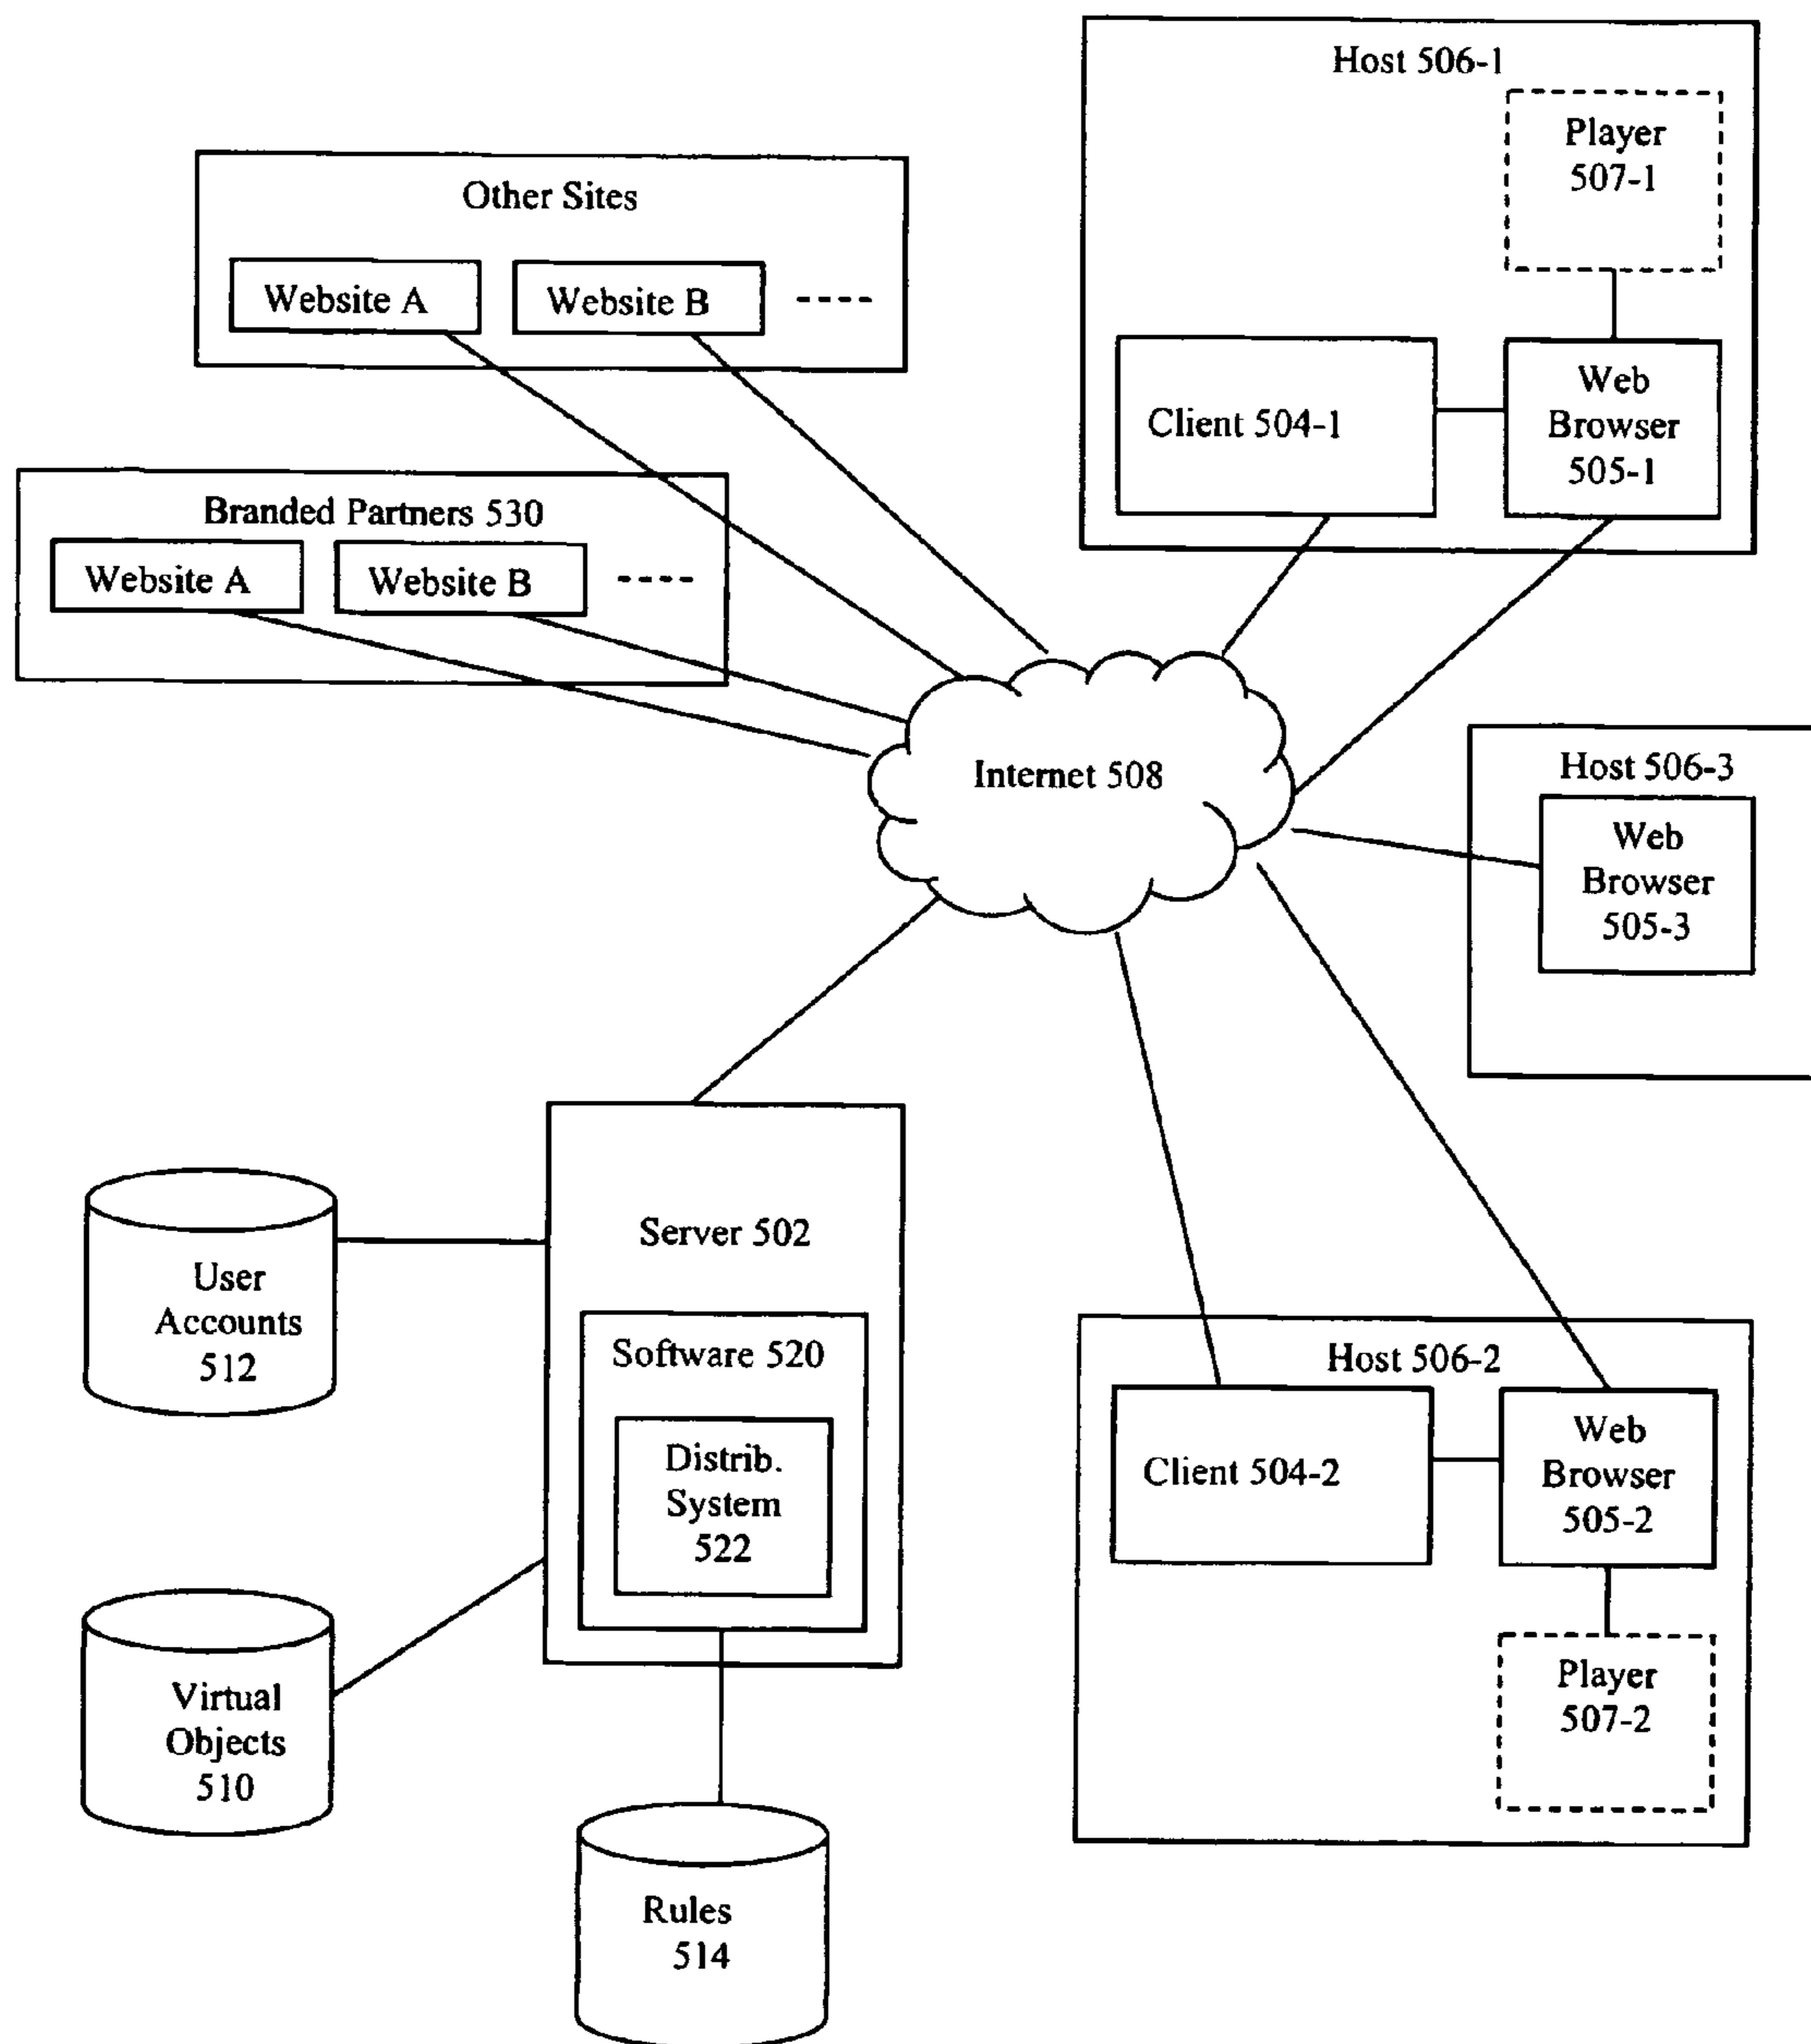 Host 506-1
Player
507-1
Other Sites
Website A
Website B
Client 504-1
Web
Browser
505-1
Branded Partners 530
Website A
Website B
Internet 508
Host 506-3
Web
Browser
505-3
Server 502
User
Accounts
512
Software 520
Distrib.
System
522
Host 506-2
Client 504-2
Web
Browser
505-2
Player
507-2
Virtual
Objects
510
Rules
514